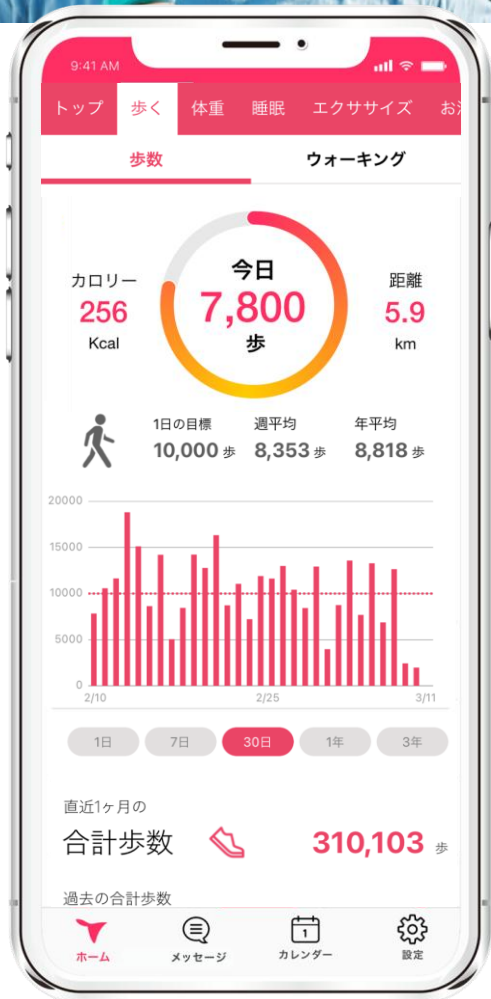 9:41 AM
トップ 歩く 体重 睡眠 エクササイズ
歩数 ウォーキング
カロリー
256
Kcal
今日
7,800
歩
距離
5.9
km
1日の目標 週平均 年平均
10,000 歩 8,353 歩 8,818 歩
20000
15000
10000
5000
0
2/10 2/25 3/11
1日 7日 30日 1年 3年
直近1ヶ月の
合計歩数 310,103 歩
過去の合計歩数
ホーム メッセージ 1 カレンダー 設定